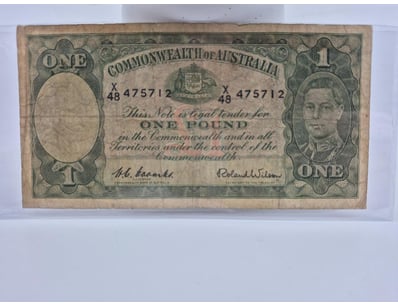 ONE
COMMONWEALTH OF AUSTRALIA
1
X/48 475712 X/48 475712
This Note is legal tender for
ONE POUND
in the Commonwealth and in all
Territories under the control of the
Commonwealth.
1
H.C. Coombs Roland Wilson
ONE